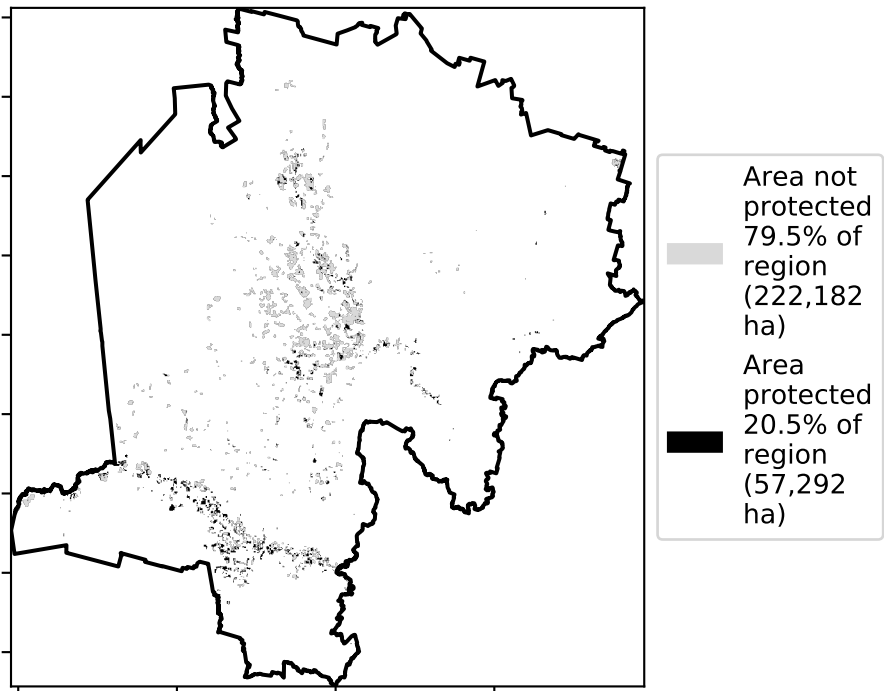 Area not
protected
79.5% of
region
(222,182
ha)
Area
protected
20.5% of
region
(57,292
ha)